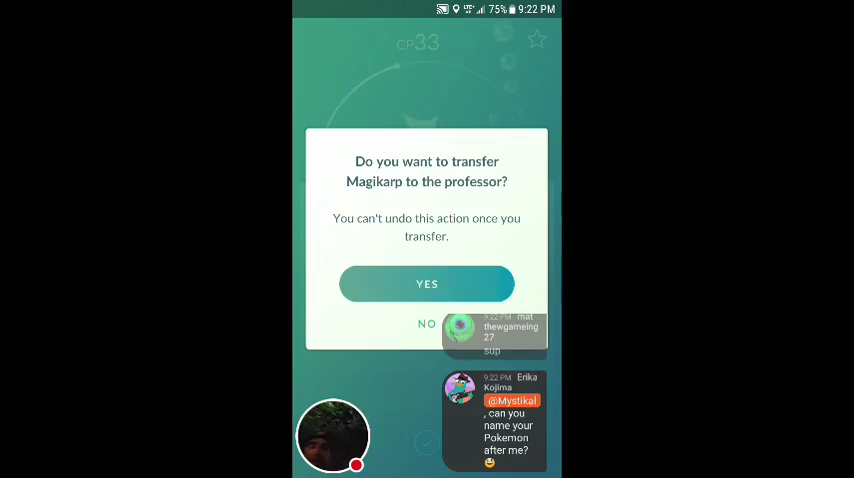 LTE 75% 9:22 PM
CP33
Do you want to transfer
Magikarp to the professor?
You can't undo this action once you
transfer.
YES
NO
9:22 PM mat
thewgameing
27
sup
9:22 PM Erika
Kojima
@Mystikal
, can you
name your
Pokemon
after me?